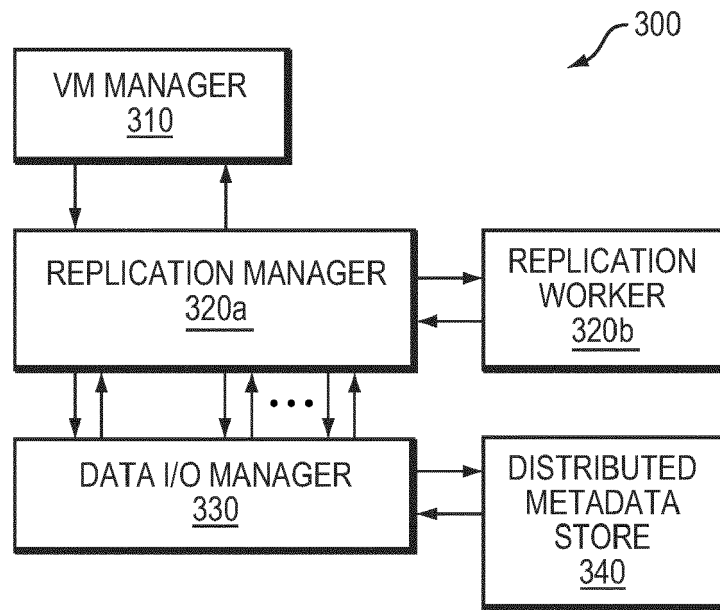 300
VM MANAGER
310
REPLICATION MANAGER
320a
REPLICATION
WORKER
320b
...
DATA I/O MANAGER
330
DISTRIBUTED
METADATA
STORE
340